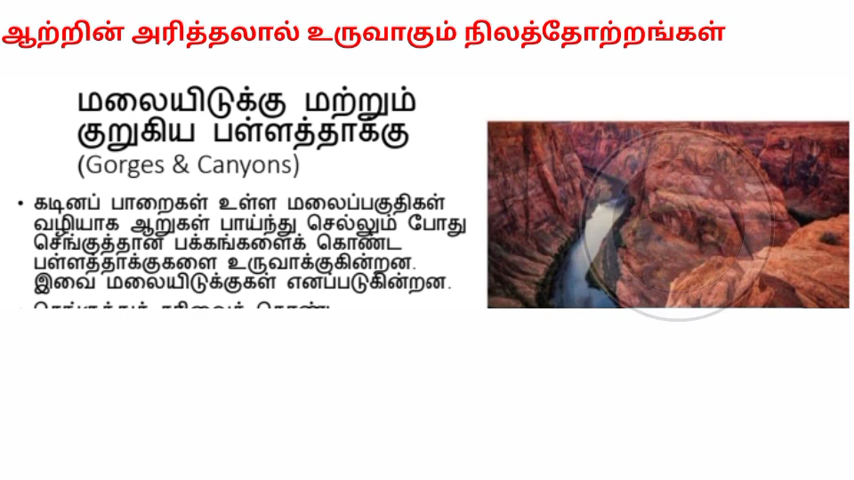 ஆற்றின் அரித்தலால் உருவாகும் நிலத்தோற்றங்கள்
மலையிடுக்கு மற்றும்
குறுகிய பள்ளத்தாக்கு
(Gorges & Canyons)
• கடினப் பாறைகள் உள்ள மலைப்பகுதிகள்
வழியாக ஆறுகள் பாய்ந்து செல்லும் போது
செங்குத்தான பக்கங்களைக் கொண்ட
பள்ளத்தாக்குகளை உருவாக்குகின்றன.
இவை மலையிடுக்குகள் எனப்படுகின்றன.